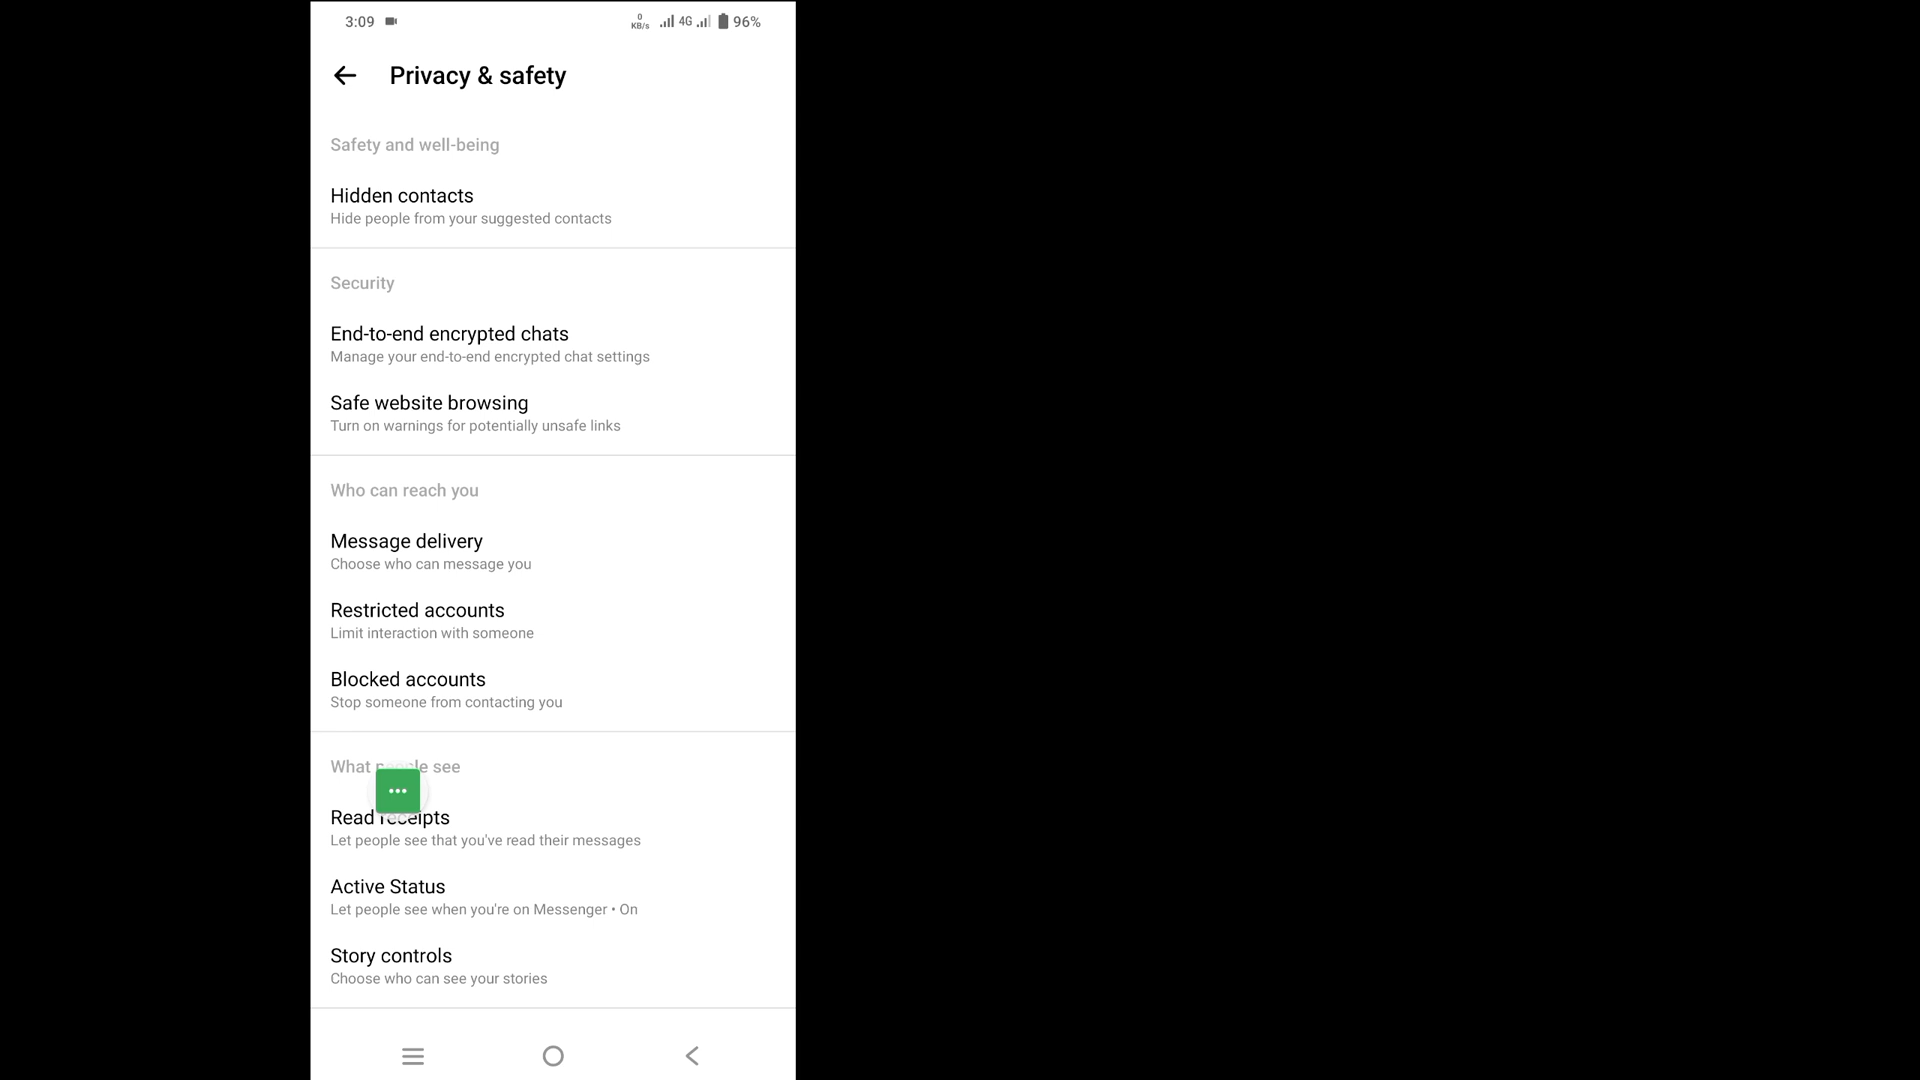 3:09
0
KB/s
4G
96%
Privacy & safety
Safety and well-being
Hidden contacts
Hide people from your suggested contacts
Security
End-to-end encrypted chats
Manage your end-to-end encrypted chat settings
Safe website browsing
Turn on warnings for potentially unsafe links
Who can reach you
Message delivery
Choose who can message you
Restricted accounts
Limit interaction with someone
Blocked accounts
Stop someone from contacting you
What people see
Read receipts
Let people see that you've read their messages
Active Status
Let people see when you're on Messenger • On
Story controls
Choose who can see your stories